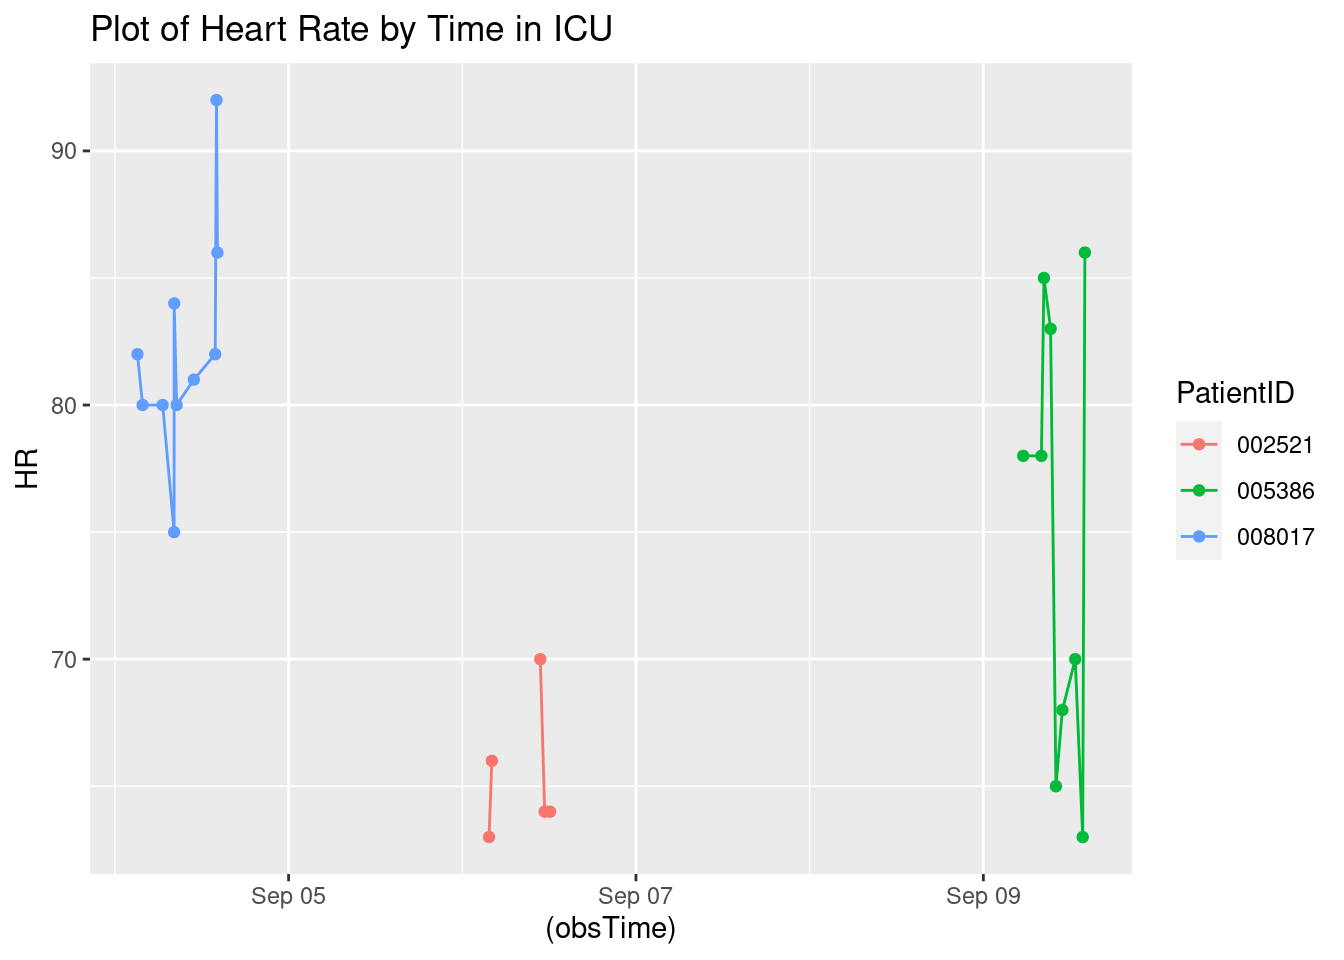 Plot of Heart Rate by Time in ICU
90
80
70
HR
Sep 05
Sep 07
Sep 09
(obsTime)
PatientID
002521
005386
008017